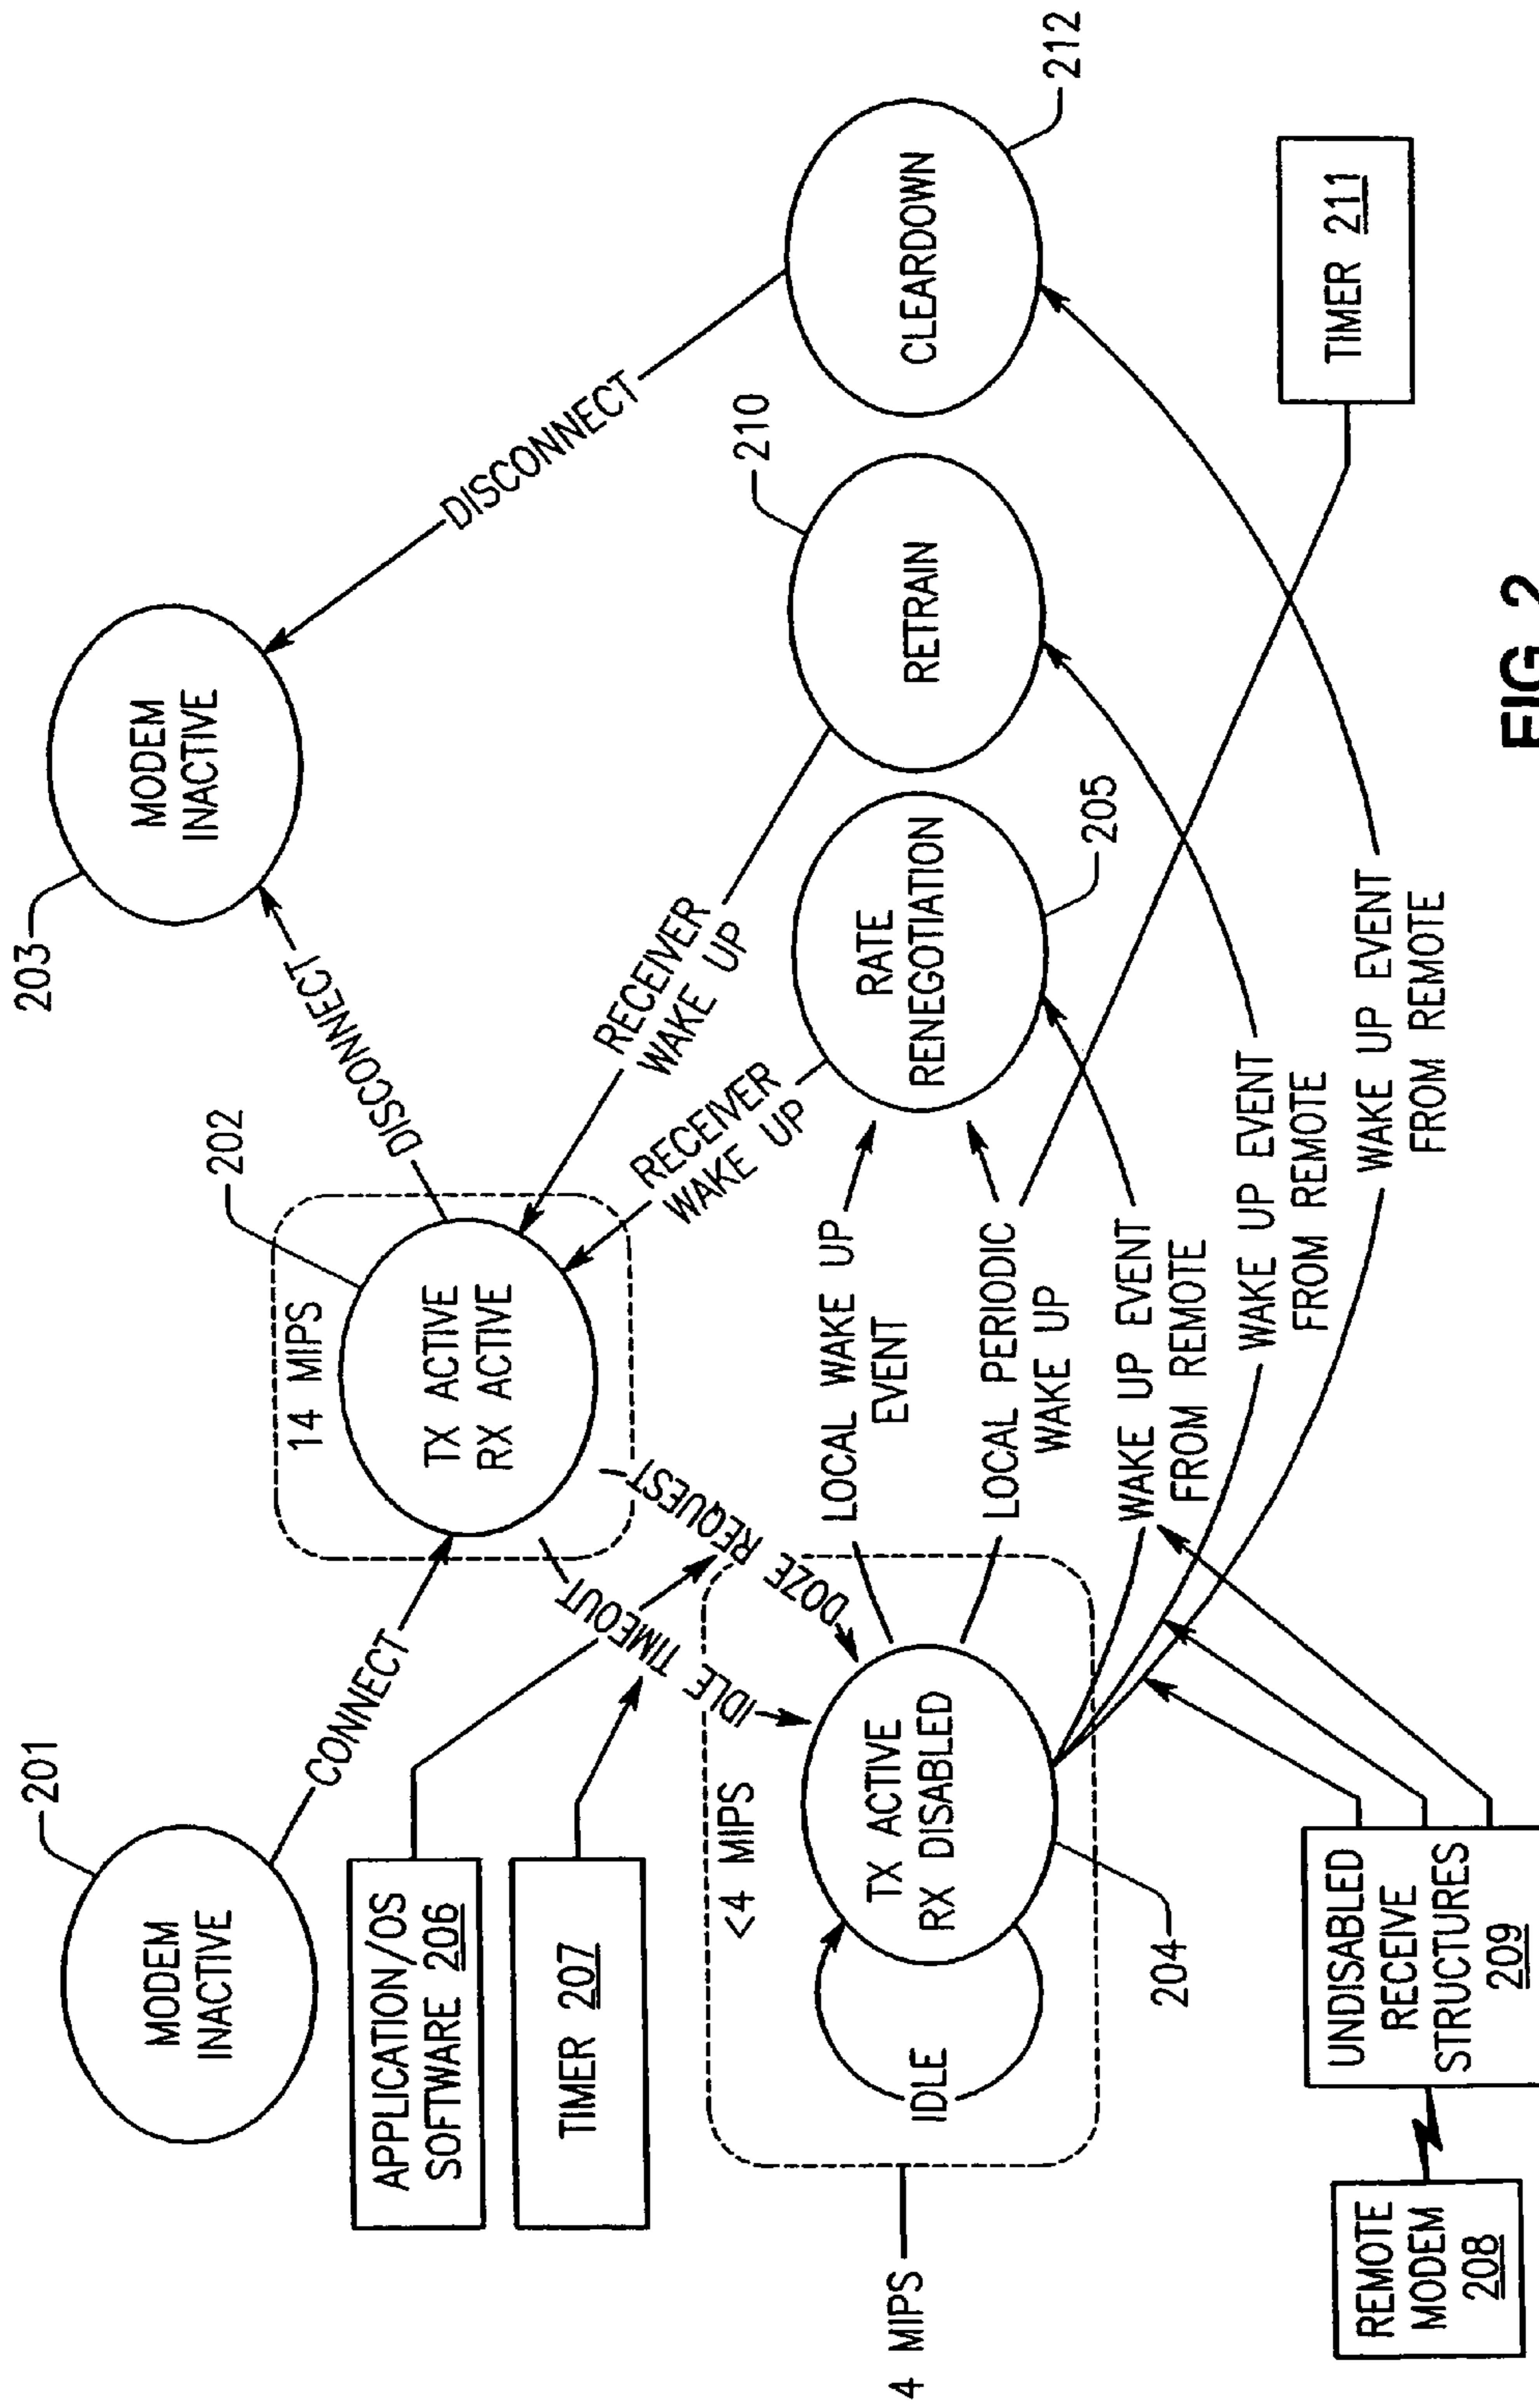 201
MODEM
INACTIVE
CONNECT
202
14 MIPS
TX ACTIVE
RX ACTIVE
DISCONNECT
203
MODEM
INACTIVE
DISCONNECT
APPLICATION/OS
SOFTWARE 206
TIMER 207
IDLE TIMEOUT
DOZE REQUEST
RECEIVER
WAKE UP
RECEIVER
WAKE UP
4 MIPS
<4 MIPS
IDLE
TX ACTIVE
RX DISABLED
204
LOCAL WAKE UP
EVENT
LOCAL PERIODIC
WAKE UP
WAKE UP EVENT
FROM REMOTE
WAKE UP EVENT
FROM REMOTE
WAKE UP EVENT
FROM REMOTE
RATE
RENEGOTIATION
205
RETRAIN
210
CLEARDOWN
212
TIMER 211
REMOTE
MODEM
208
UNDISABLED
RECEIVE
STRUCTURES
209
FIG. 2